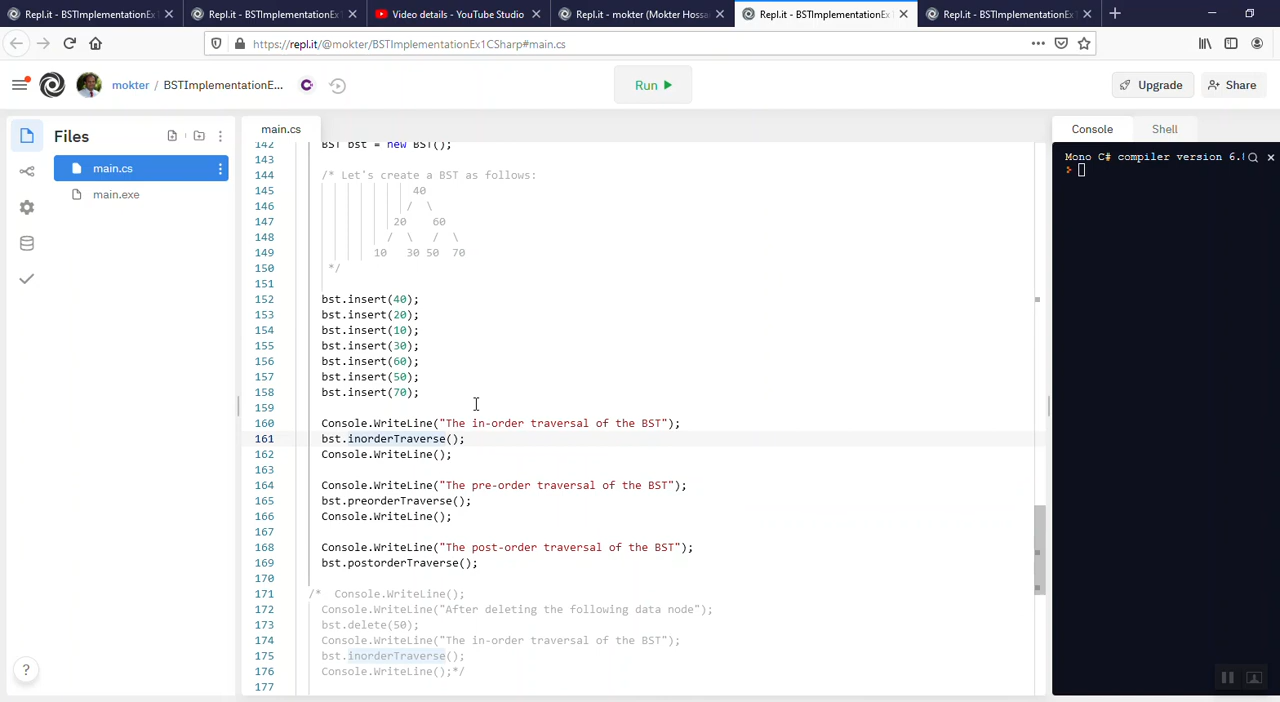 Repl.it - BSTImplementationEx1
Repl.it - BSTImplementationEx
Video details - YouTube Studio
Repl.it - mokter (Mokter Hossai
Repl.it - BSTImplementationEx1
Repl.it - BSTImplementationEx
https://repl.it/@mokter/BSTImplementationEx1CSharp#main.cs
mokter / BSTImplementationE...
Run
Upgrade
Share
Files
main.cs
main.exe
main.cs
142 BST bst = new BST();
143
144 /* Let's create a BST as follows:
145 40
146 / \
147 20 60
148 / \ / \
149 10 30 50 70
150 */
151
152 bst.insert(40);
153 bst.insert(20);
154 bst.insert(10);
155 bst.insert(30);
156 bst.insert(60);
157 bst.insert(50);
158 bst.insert(70);
159
160 Console.WriteLine("The in-order traversal of the BST");
161 bst.inorderTraverse();
162 Console.WriteLine();
163
164 Console.WriteLine("The pre-order traversal of the BST");
165 bst.preorderTraverse();
166 Console.WriteLine();
167
168 Console.WriteLine("The post-order traversal of the BST");
169 bst.postorderTraverse();
170
171 /* Console.WriteLine();
172 Console.WriteLine("After deleting the following data node");
173 bst.delete(50);
174 Console.WriteLine("The in-order traversal of the BST");
175 bst.inorderTraverse();
176 Console.WriteLine();*/
177
Console
Shell
Mono C# compiler version 6.